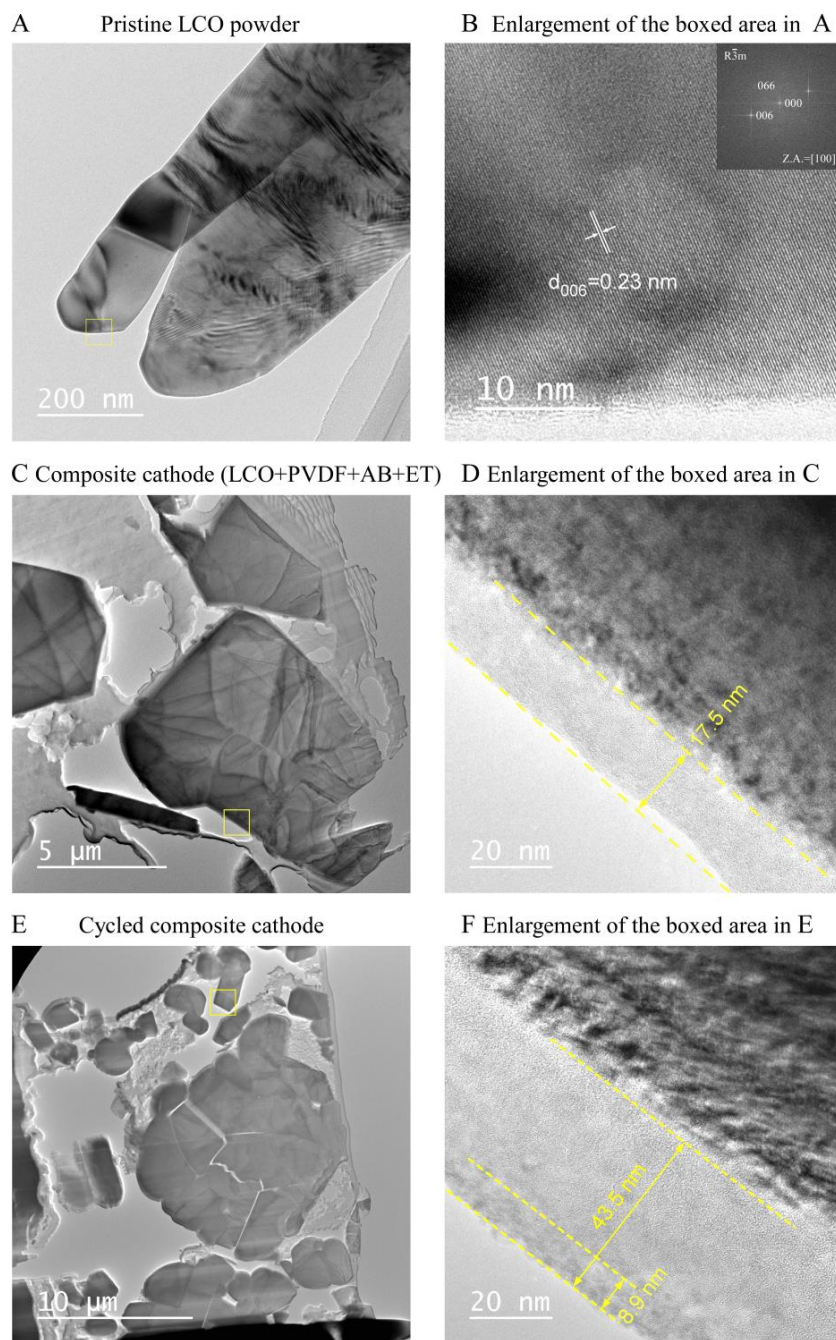 A Pristine LCO powder
B Enlargement of the boxed area in A
200 nm
R3̅m
066
000
006
Z.A.=[100]
d006=0.23 nm
10 nm
C Composite cathode (LCO+PVDF+AB+ET)
D Enlargement of the boxed area in C
5 µm
17.5 nm
20 nm
E Cycled composite cathode
F Enlargement of the boxed area in E
10 µm
43.5 nm
8.9 nm
20 nm